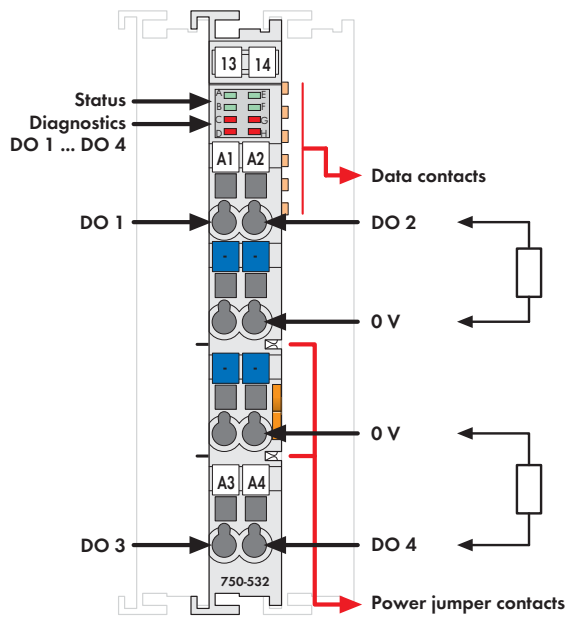 13 14
A E
Status
B F
Diagnostics
C G
DO 1 ... DO 4
D H
A1 A2
Data contacts
DO 1
DO 2
- -
0 V
- -
0 V
A3 A4
DO 3
DO 4
750-532
Power jumper contacts